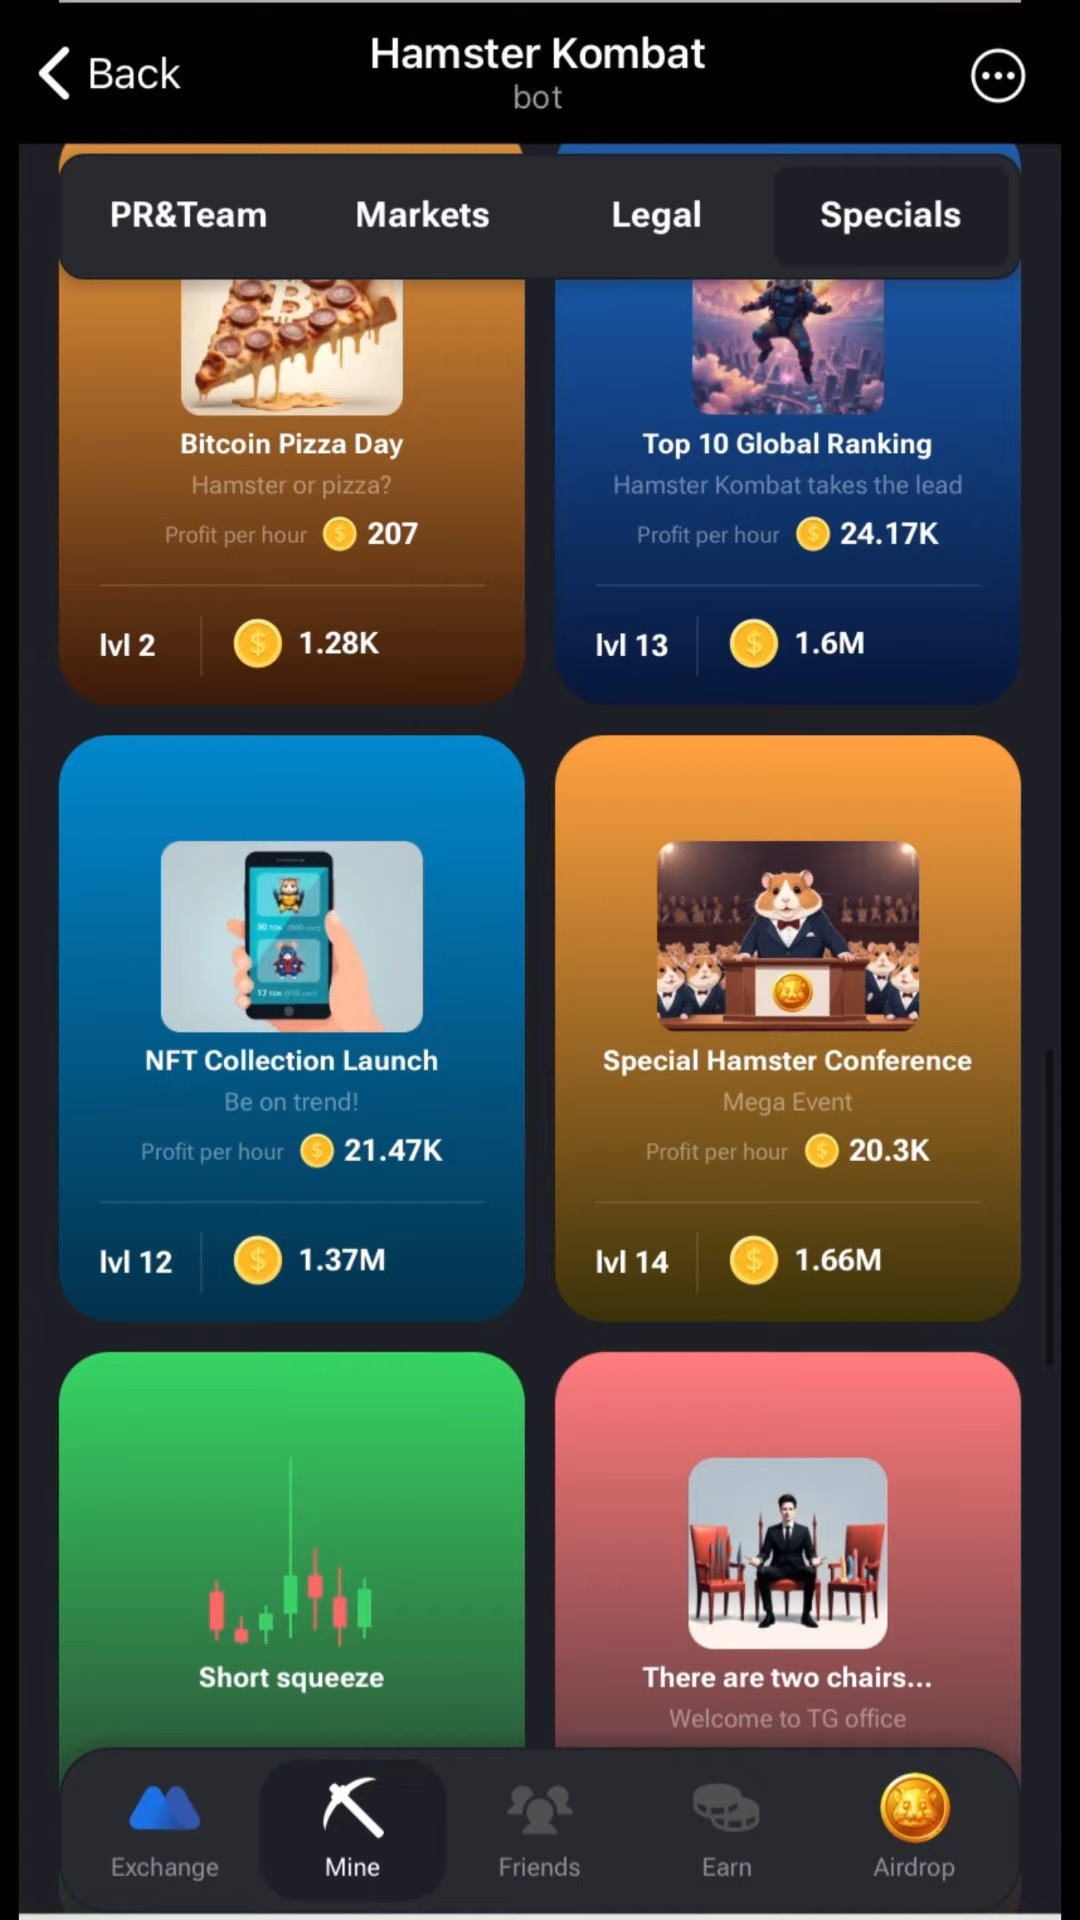 Back
Hamster Kombat
bot
PR&Team
Markets
Legal
Specials
Bitcoin Pizza Day
Hamster or pizza?
Profit per hour 207
lvl 2
1.28K
Top 10 Global Ranking
Hamster Kombat takes the lead
Profit per hour 24.17K
lvl 13
1.6M
NFT Collection Launch
Be on trend!
Profit per hour 21.47K
lvl 12
1.37M
Special Hamster Conference
Mega Event
Profit per hour 20.3K
lvl 14
1.66M
Short squeeze
There are two chairs...
Welcome to TG office
Exchange
Mine
Friends
Earn
Airdrop